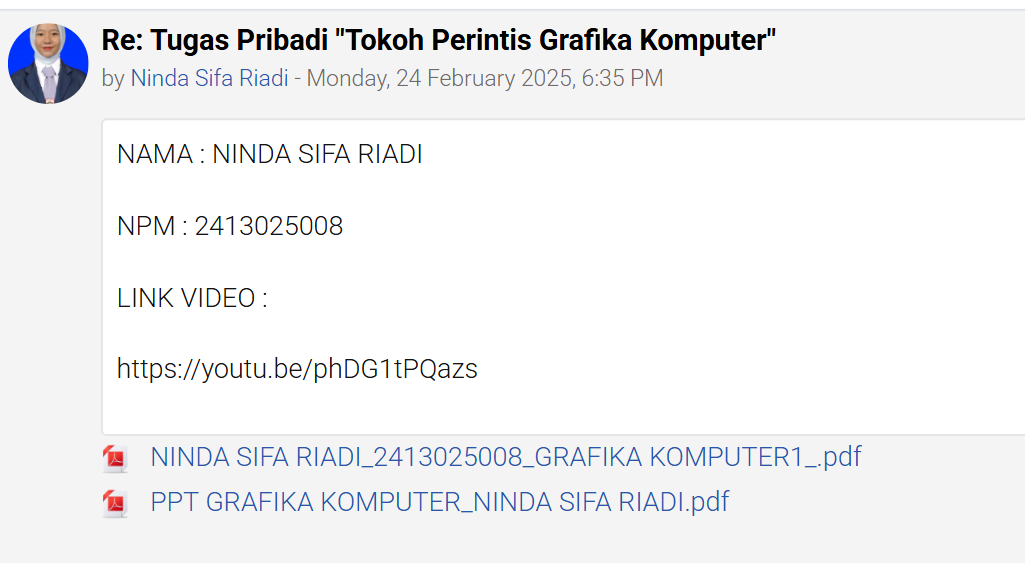 Re: Tugas Pribadi "Tokoh Perintis Grafika Komputer"
by Ninda Sifa Riadi - Monday, 24 February 2025, 6:35 PM
NAMA : NINDA SIFA RIADI
NPM : 2413025008
LINK VIDEO :
https://youtu.be/phDG1tPQazs
NINDA SIFA RIADI_2413025008_GRAFIKA KOMPUTER1_.pdf
PPT GRAFIKA KOMPUTER_NINDA SIFA RIADI.pdf